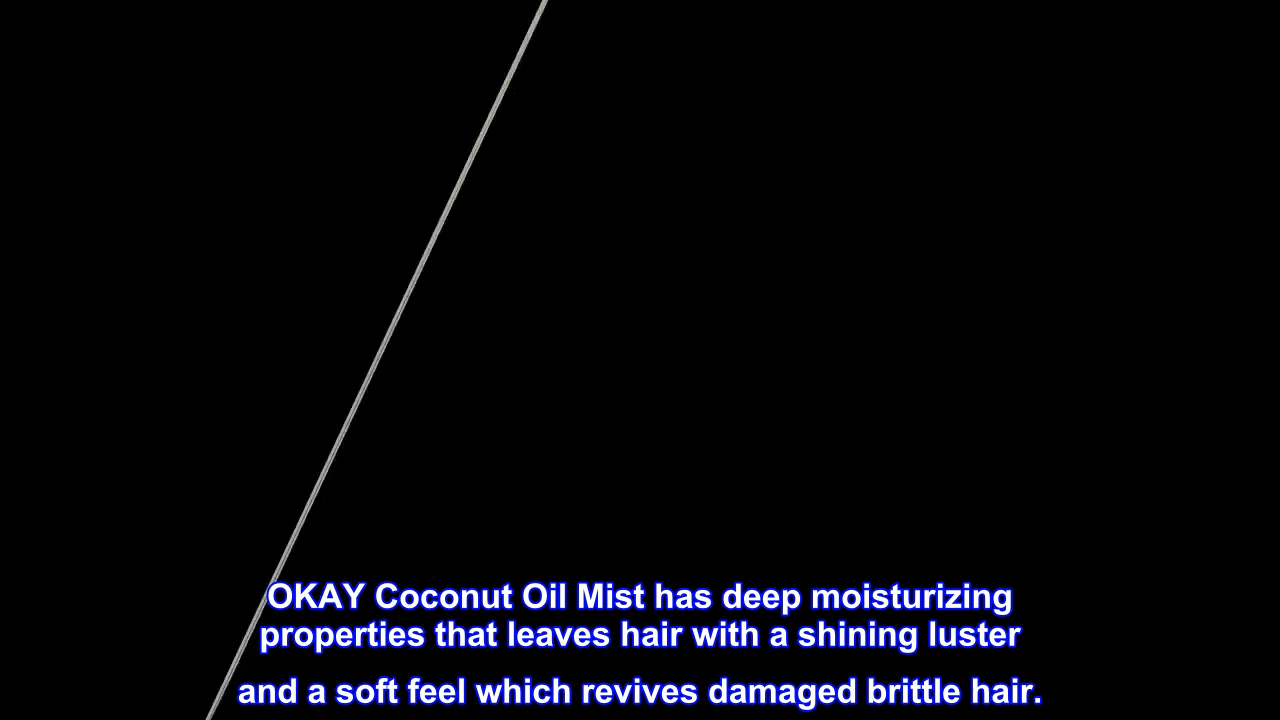 OKAY Coconut Oil Mist has deep moisturizing
properties that leaves hair with a shining luster
and a soft feel which revives damaged brittle hair.